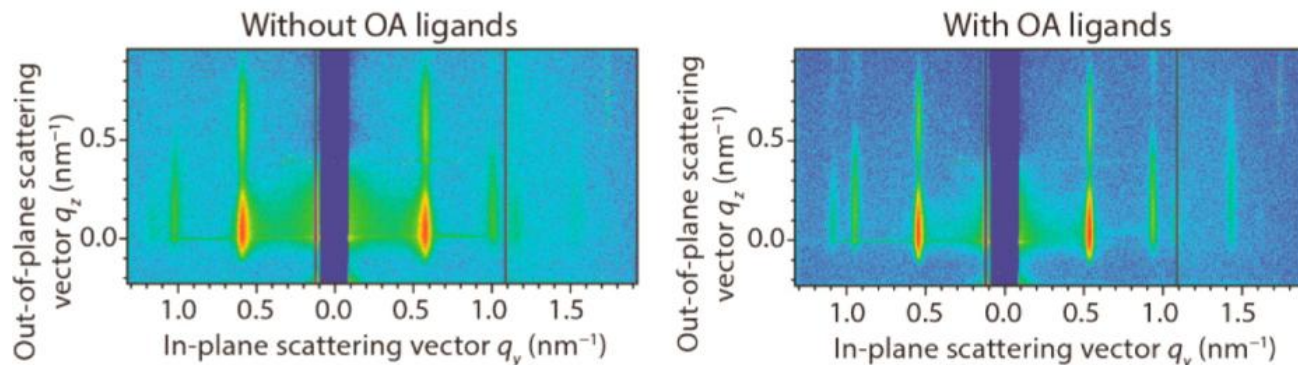 Without OA ligands
Out-of-plane scattering
vector q_z (nm⁻¹)
0.5
0.0
1.0 0.5 0.0 0.5 1.0 1.5
In-plane scattering vector q_y (nm⁻¹)
With OA ligands
Out-of-plane scattering
vector q_z (nm⁻¹)
0.5
0.0
1.0 0.5 0.0 0.5 1.0 1.5
In-plane scattering vector q_y (nm⁻¹)